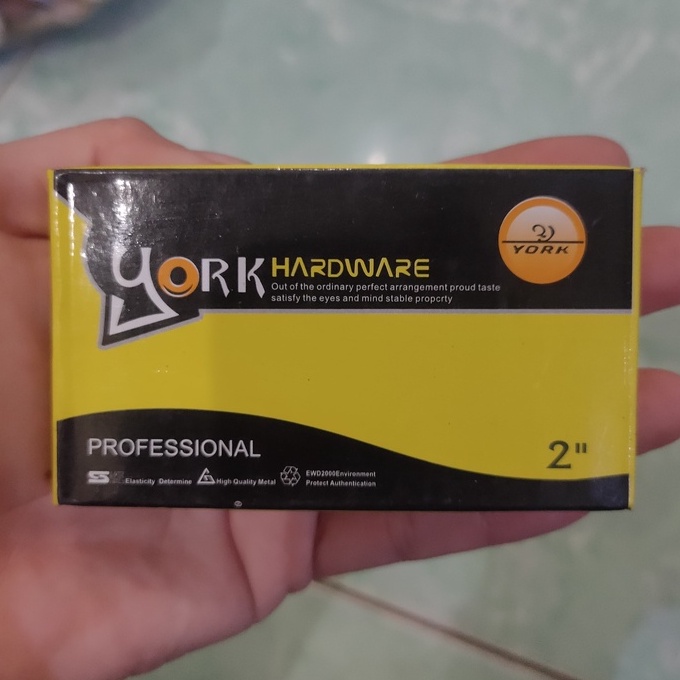 YORK HARDWARE
Out of the ordinary perfect arrangement proud taste
satisfy the eyes and mind stable propcrty
YORK
PROFESSIONAL
2"
Elasticity Determine
High Quality Metal
EWD2000Environment
Protect Authentication